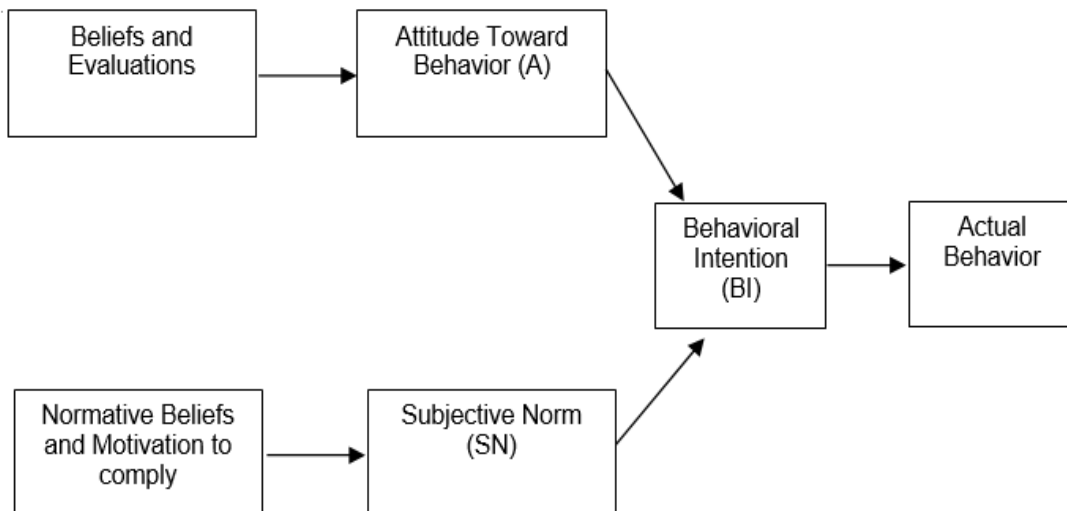 Beliefs and
Evaluations
Attitude Toward
Behavior (A)
Behavioral
Intention
(BI)
Actual
Behavior
Normative Beliefs
and Motivation to
comply
Subjective Norm
(SN)